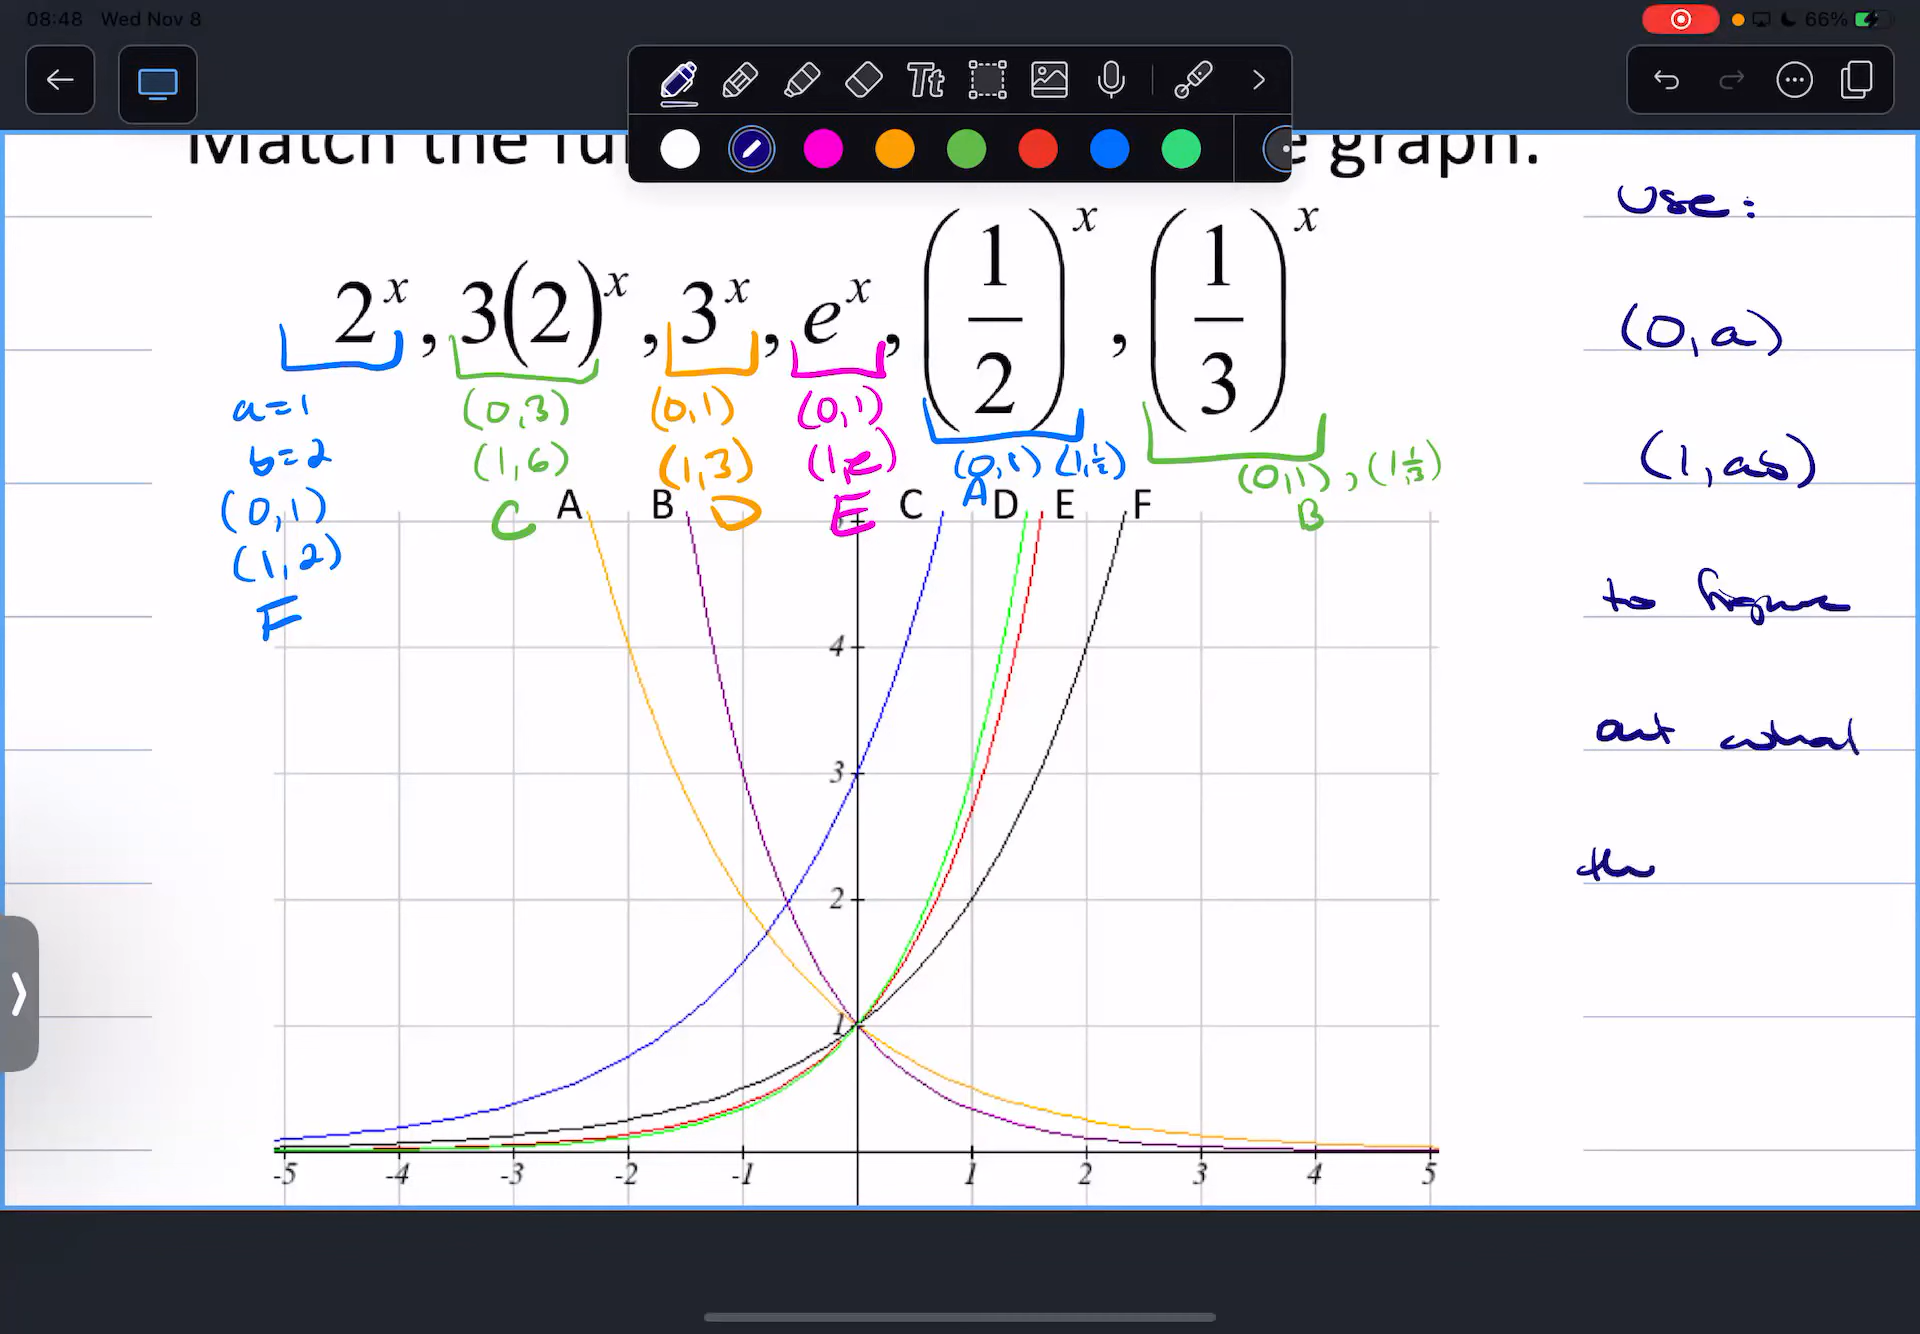 08:48 Wed Nov 8
66%
Tt
Match the fu e graph.
2^x, 3(2)^x, 3^x, e^x, (1/2)^x, (1/3)^x
a=1
b=2
(0,1)
(1,2)
F
(0,3)
(1,6)
C
(0,1)
(1,3)
D
(0,1)
(1,e)
E
(0,1) (1,1/2)
A
(0,1), (1 1/3)
B
A B C D E F
5
4
3
2
1
-5 -4 -3 -2 -1 1 2 3 4 5
use:
(0,a)
(1,ab)
to figure
out what
the